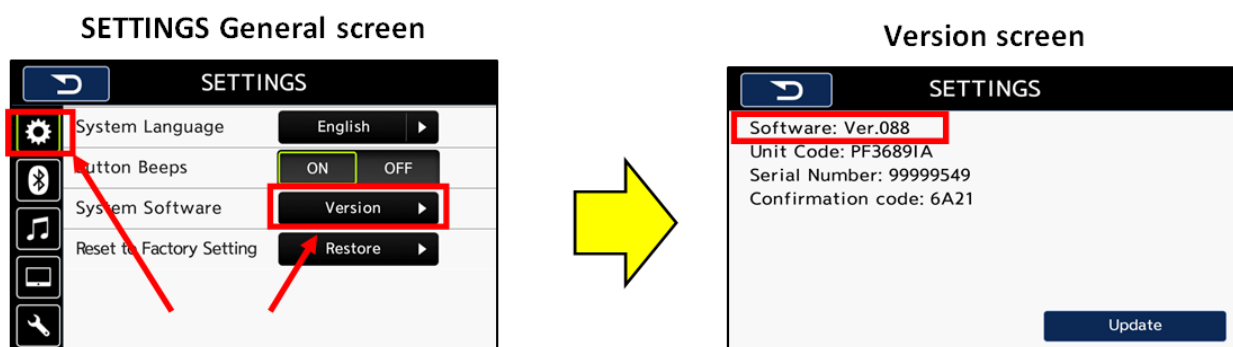 SETTINGS General screen
SETTINGS
System Language English
Button Beeps ON OFF
System Software Version
Reset to Factory Setting Restore
Version screen
SETTINGS
Software: Ver.088
Unit Code: PF3689IA
Serial Number: 99999549
Confirmation code: 6A21
Update